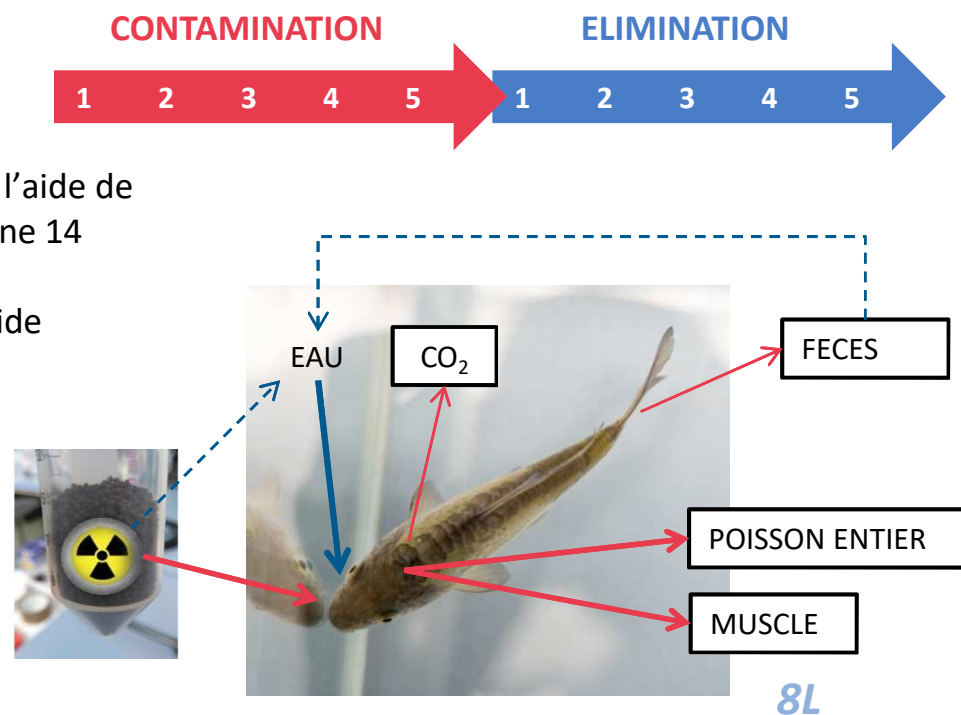 CONTAMINATION ELIMINATION
1 2 3 4 5 1 2 3 4 5
l’aide de
ne 14
ide
EAU
CO₂
FECES
POISSON ENTIER
MUSCLE
8L